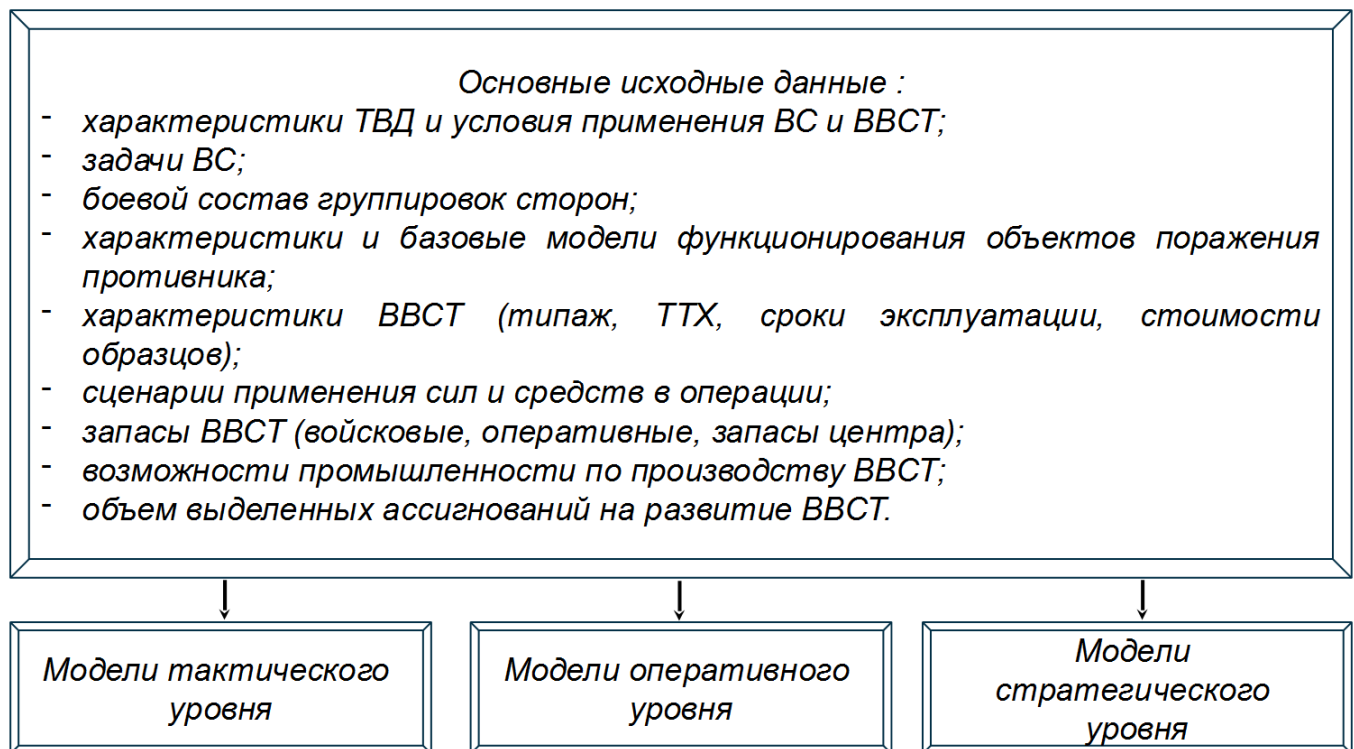 Основные исходные данные :
- характеристики ТВД и условия применения ВС и ВВСТ;
- задачи ВС;
- боевой состав группировок сторон;
- характеристики и базовые модели функционирования объектов поражения
противника;
- характеристики ВВСТ (типаж, ТТХ, сроки эксплуатации, стоимости
образцов);
- сценарии применения сил и средств в операции;
- запасы ВВСТ (войсковые, оперативные, запасы центра);
- возможности промышленности по производству ВВСТ;
- объем выделенных ассигнований на развитие ВВСТ.
Модели тактического
уровня
Модели оперативного
уровня
Модели
стратегического
уровня